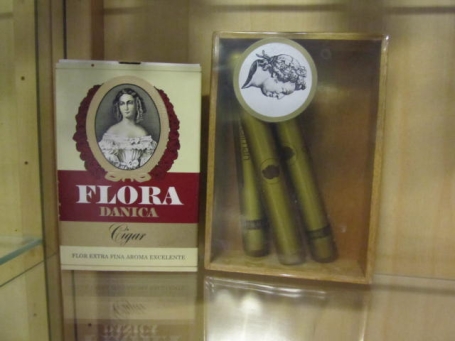 FLORA
DANICA
Cigar
FLOR EXTRA FINA AROMA EXCELENTE